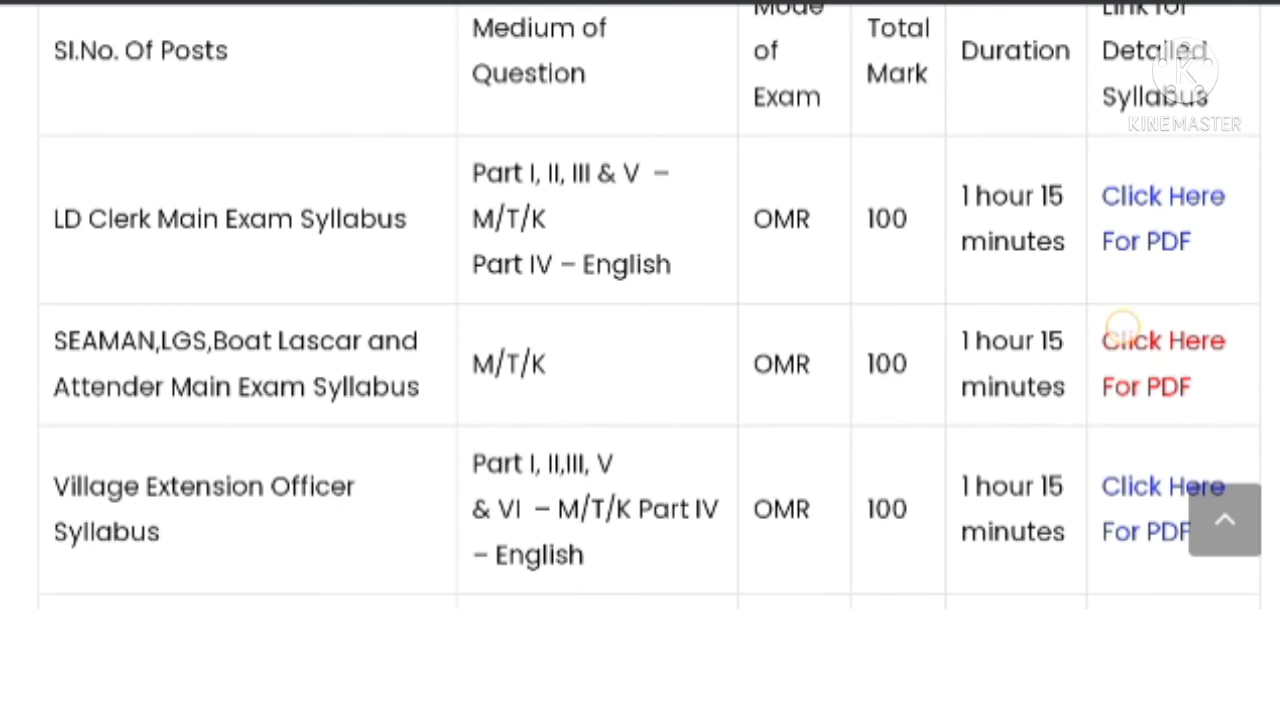 Sl.No. Of Posts
Medium of
Question
Mode
of
Exam
Total
Mark
Duration
Link for
Detailed
Syllabus
KINEMASTER
LD Clerk Main Exam Syllabus
Part I, II, III & V –
M/T/K
Part IV – English
OMR
100
1 hour 15
minutes
Click Here
For PDF
SEAMAN,LGS,Boat Lascar and
Attender Main Exam Syllabus
M/T/K
OMR
100
1 hour 15
minutes
Click Here
For PDF
Village Extension Officer
Syllabus
Part I, II,III, V
& VI – M/T/K Part IV
– English
OMR
100
1 hour 15
minutes
Click Here
For PDF